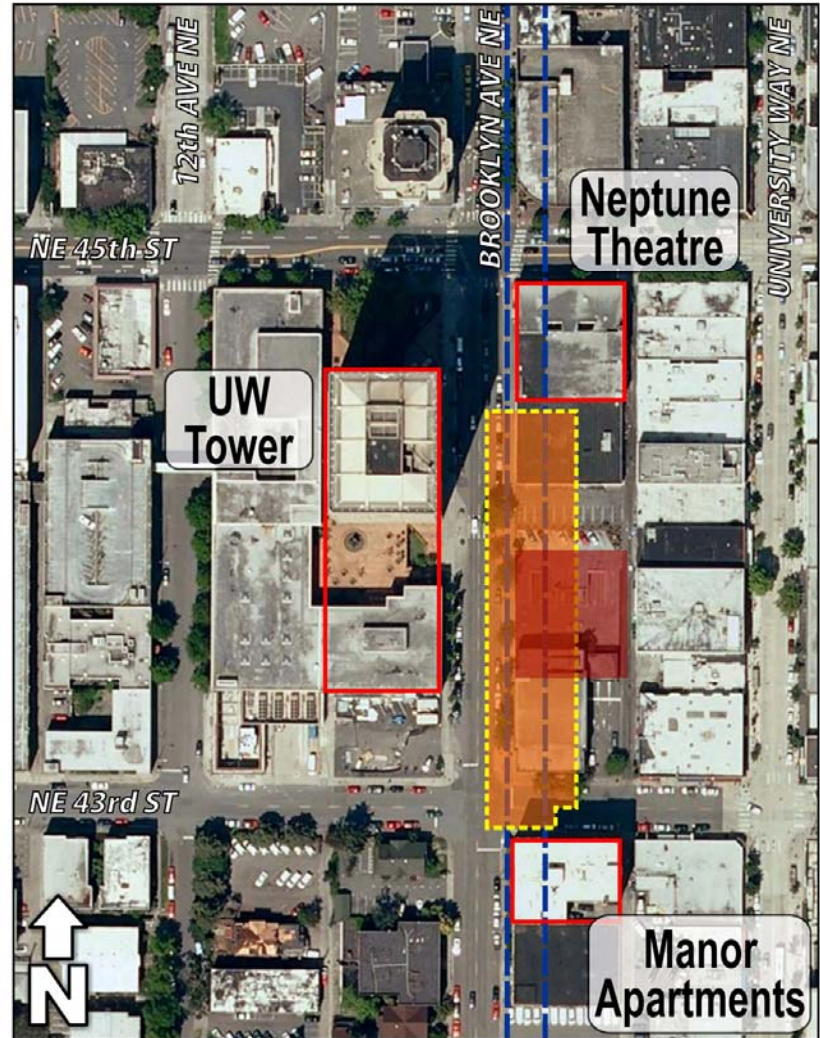 12th AVE NE
BROOKLYN AVE NE
UNIVERSITY WAY NE
Neptune
Theatre
NE 45th ST
UW
Tower
NE 43rd ST
Manor
Apartments
N